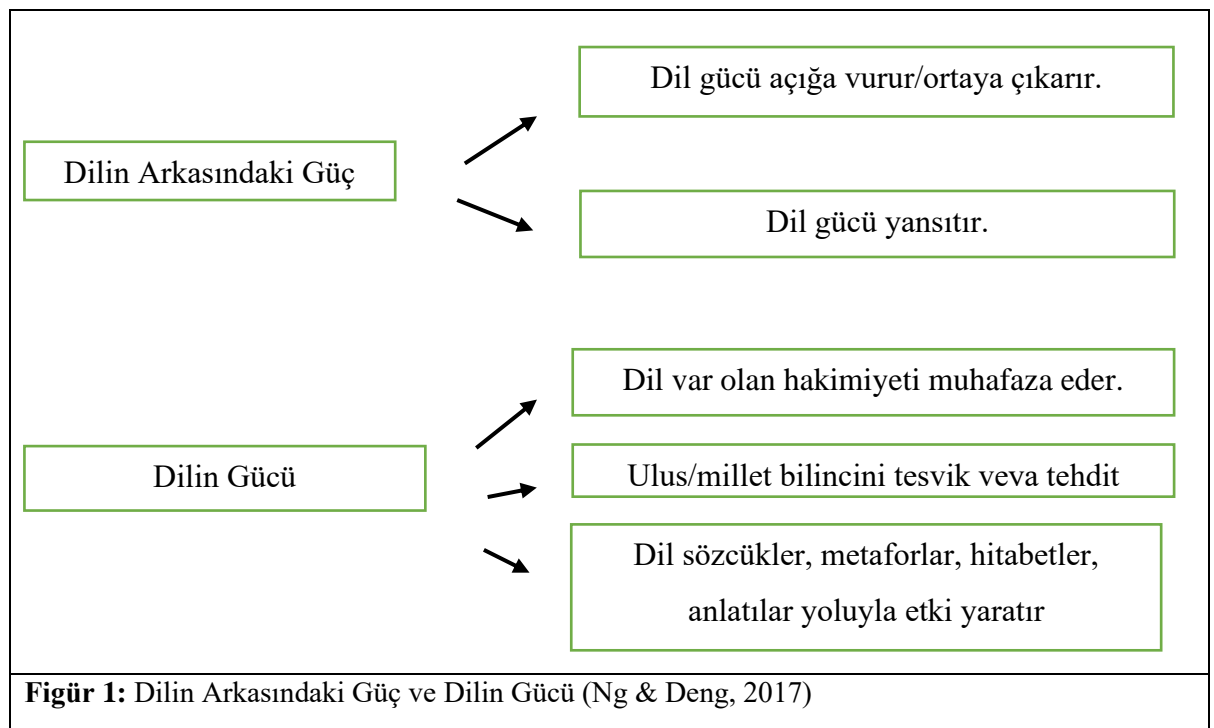 Dil gücü açığa vurur/ortaya çıkarır.
Dilin Arkasındaki Güç
Dil gücü yansıtır.
Dil var olan hakimiyeti muhafaza eder.
Dilin Gücü
Ulus/millet bilincini tesvik veva tehdit
Dil sözcükler, metaforlar, hitabetler,
anlatılar yoluyla etki yaratır
Figür 1: Dilin Arkasındaki Güç ve Dilin Gücü (Ng & Deng, 2017)